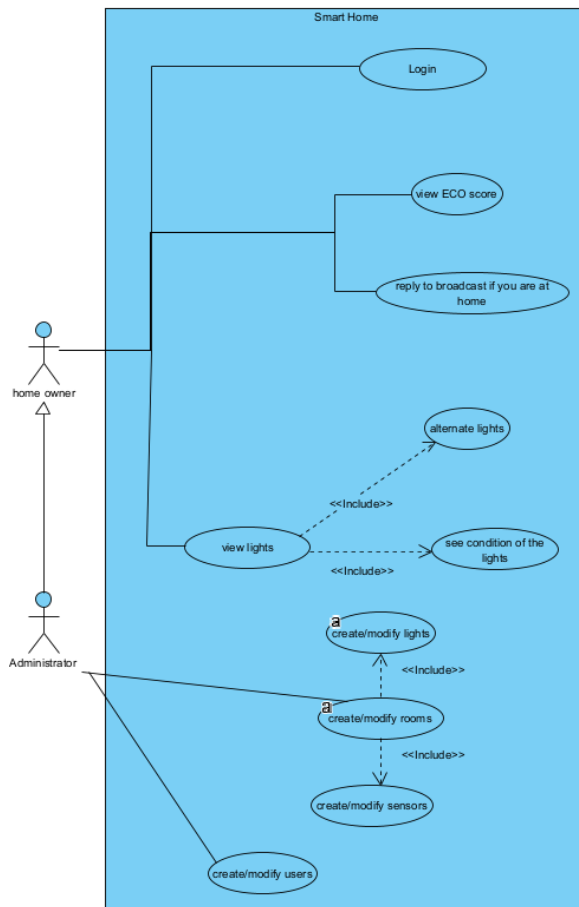 Smart Home
Login
view ECO score
reply to broadcast if you are at
home
home owner
alternate lights
<<Include>>
view lights
see condition of the
lights
<<Include>>
a
create/modify lights
Administrator
<<Include>>
a
create/modify rooms
<<Include>>
create/modify sensors
create/modify users